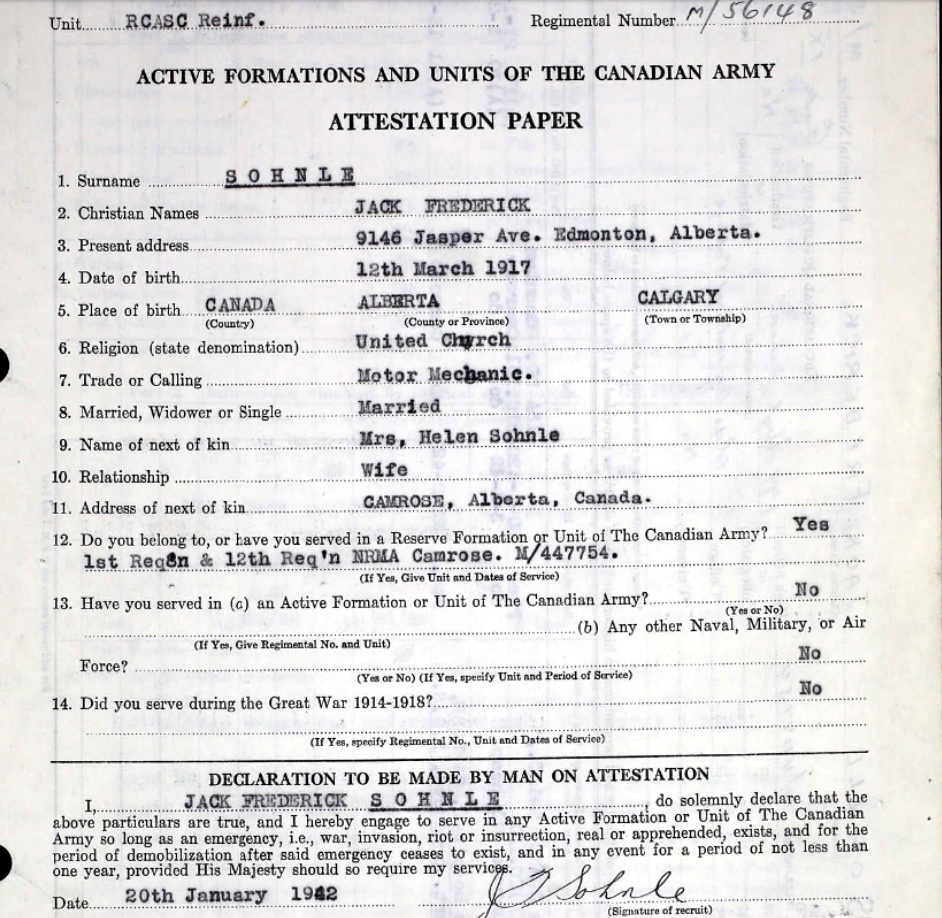 Unit RCASC Reinf. Regimental Number M/56148
ACTIVE FORMATIONS AND UNITS OF THE CANADIAN ARMY
ATTESTATION PAPER
1. Surname SOHNLE
2. Christian Names JACK FREDERICK
3. Present address 9146 Jasper Ave. Edmonton, Alberta.
4. Date of birth 12th March 1917
5. Place of birth CANADA ALBERTA CALGARY
(Country) (County or Province) (Town or Township)
6. Religion (state denomination) United Church
7. Trade or Calling Motor Mechanic.
8. Married, Widower or Single Married
9. Name of next of kin Mrs, Helen Sohnle
10. Relationship Wife
11. Address of next of kin CAMROSE, Alberta, Canada.
12. Do you belong to, or have you served in a Reserve Formation or Unit of The Canadian Army? Yes
1st Req8n & 12th Req'n NRMA Camrose. M/447754.
(If Yes, Give Unit and Dates of Service)
13. Have you served in (a) an Active Formation or Unit of The Canadian Army? No
(Yes or No)
(b) Any other Naval, Military, or Air
(If Yes, Give Regimental No. and Unit)
Force? No
(Yes or No) (If Yes, specify Unit and Period of Service)
14. Did you serve during the Great War 1914-1918? No
(If Yes, specify Regimental No., Unit and Dates of Service)
DECLARATION TO BE MADE BY MAN ON ATTESTATION
I, JACK FREDERICK SOHNLE, do solemnly declare that the
above particulars are true, and I hereby engage to serve in any Active Formation or Unit of The Canadian
Army so long as an emergency, i.e., war, invasion, riot or insurrection, real or apprehended, exists, and for the
period of demobilization after said emergency ceases to exist, and in any event for a period of not less than
one year, provided His Majesty should so require my services.
Date 20th January 1942 J F Sohnle
(Signature of recruit)